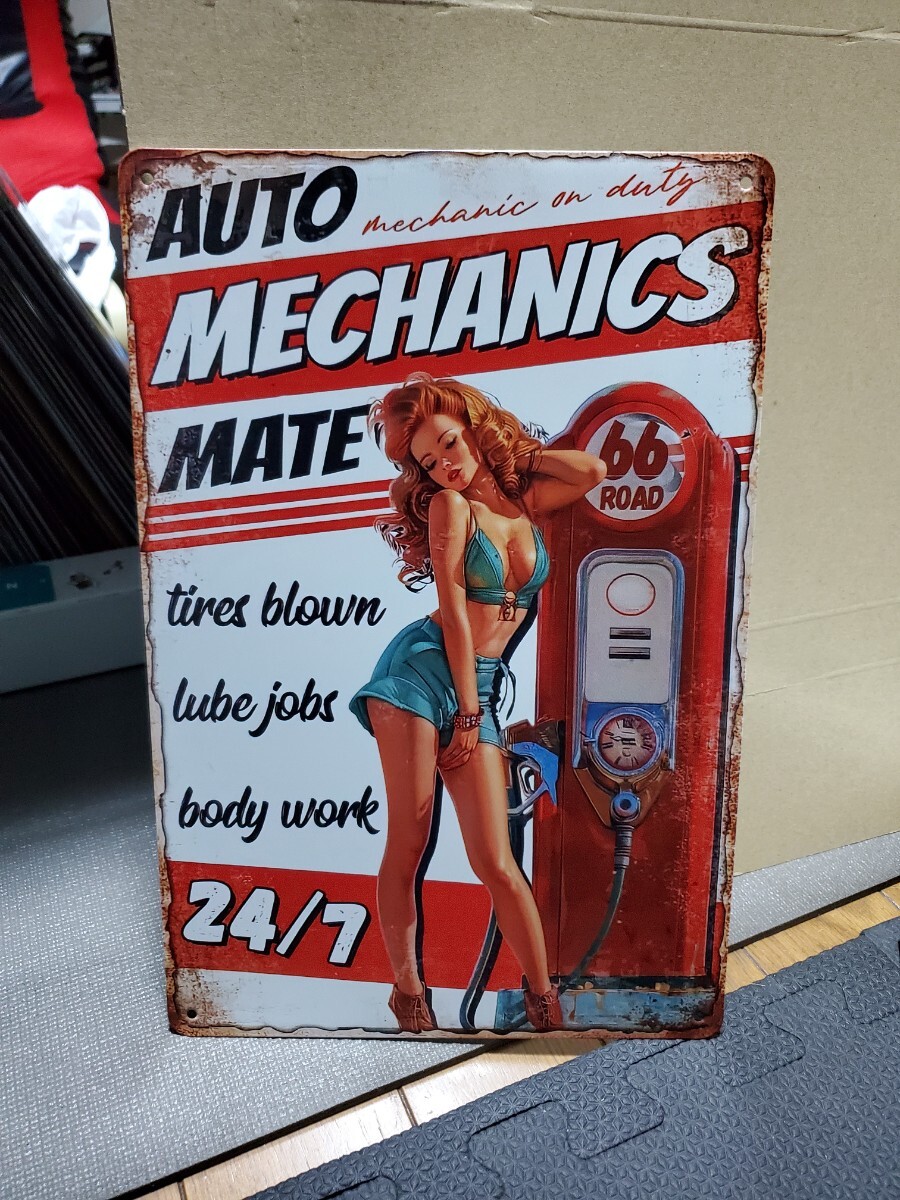 AUTO
mechanic on duty
MECHANICS
MATE
66
ROAD
tires blown
lube jobs
body work
24/7